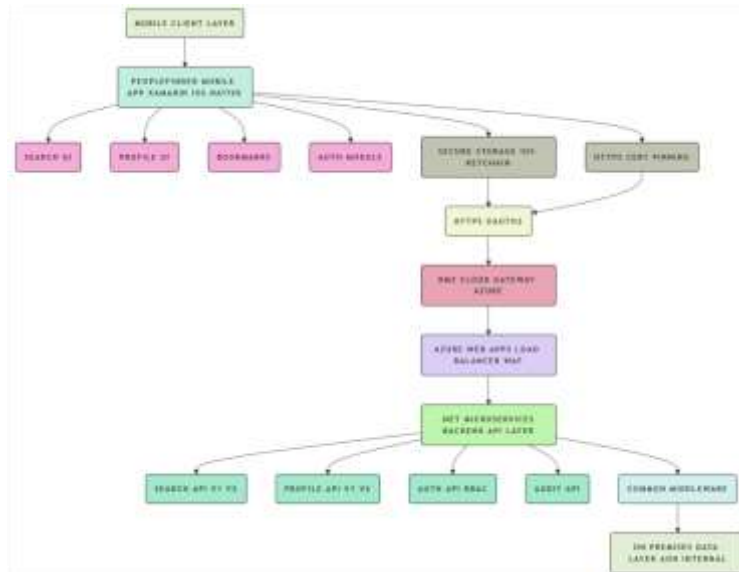 MOBILE CLIENT LAYER
PEOPLEFINDER MOBILE
APP XAMARIN IOS NATIVE
SEARCH UI
PROFILE UI
BOOKMARKS
AUTH MODULE
SECURE STORAGE IOS
KEYCHAIN
HTTPS CERT PINNING
HTTPS OAUTH2
CLOUD GATEWAY
AZURE
AZURE WEB APPS LOAD
BALANCER WAF
NET MICROSERVICES
BACKEND API LAYER
SEARCH API V1 V2
PROFILE API V1 V2
AUTH API RBAC
AUDIT API
COMMON MIDDLEWARE
ON PREMISES DATA
LAYER INTERNAL